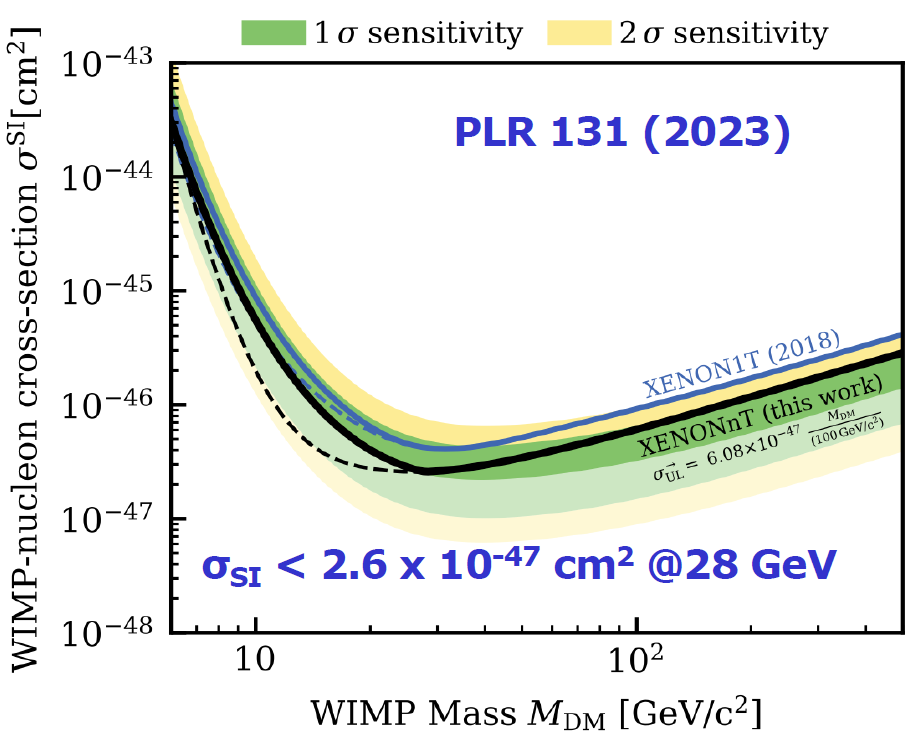 1 σ sensitivity 2 σ sensitivity
WIMP-nucleon cross-section σ^SI[cm²]
10⁻⁴³
10⁻⁴⁴
10⁻⁴⁵
10⁻⁴⁶
10⁻⁴⁷
10⁻⁴⁸
PLR 131 (2023)
XENON1T (2018)
XENONnT (this work)
σ_UL⃗ = 6.08×10⁻⁴⁷ M_DM/(100 GeV/c²)
σ_SI < 2.6 x 10⁻⁴⁷ cm² @28 GeV
10 10²
WIMP Mass M_DM [GeV/c²]